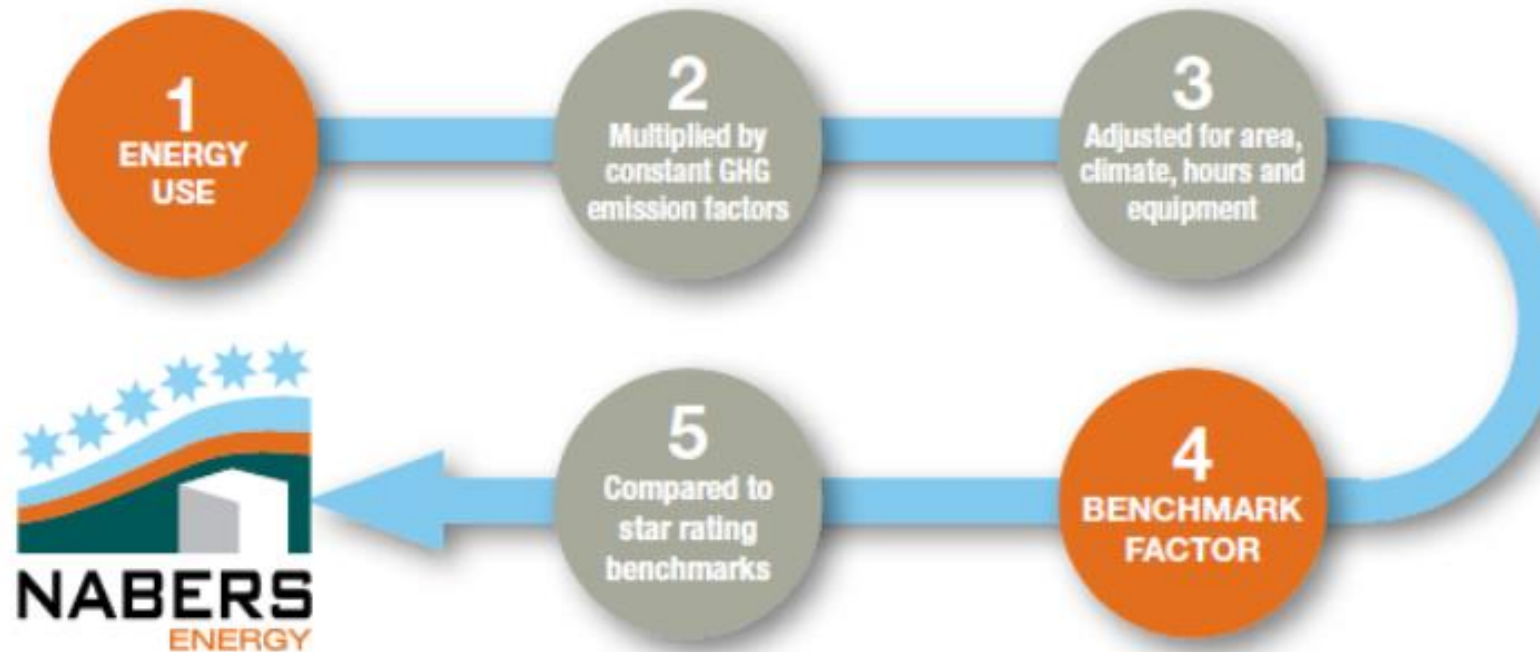 1
ENERGY
USE
2
Multiplied by
constant GHG
emission factors
3
Adjusted for area,
climate, hours and
equipment
4
BENCHMARK
FACTOR
5
Compared to
star rating
benchmarks
NABERS
ENERGY